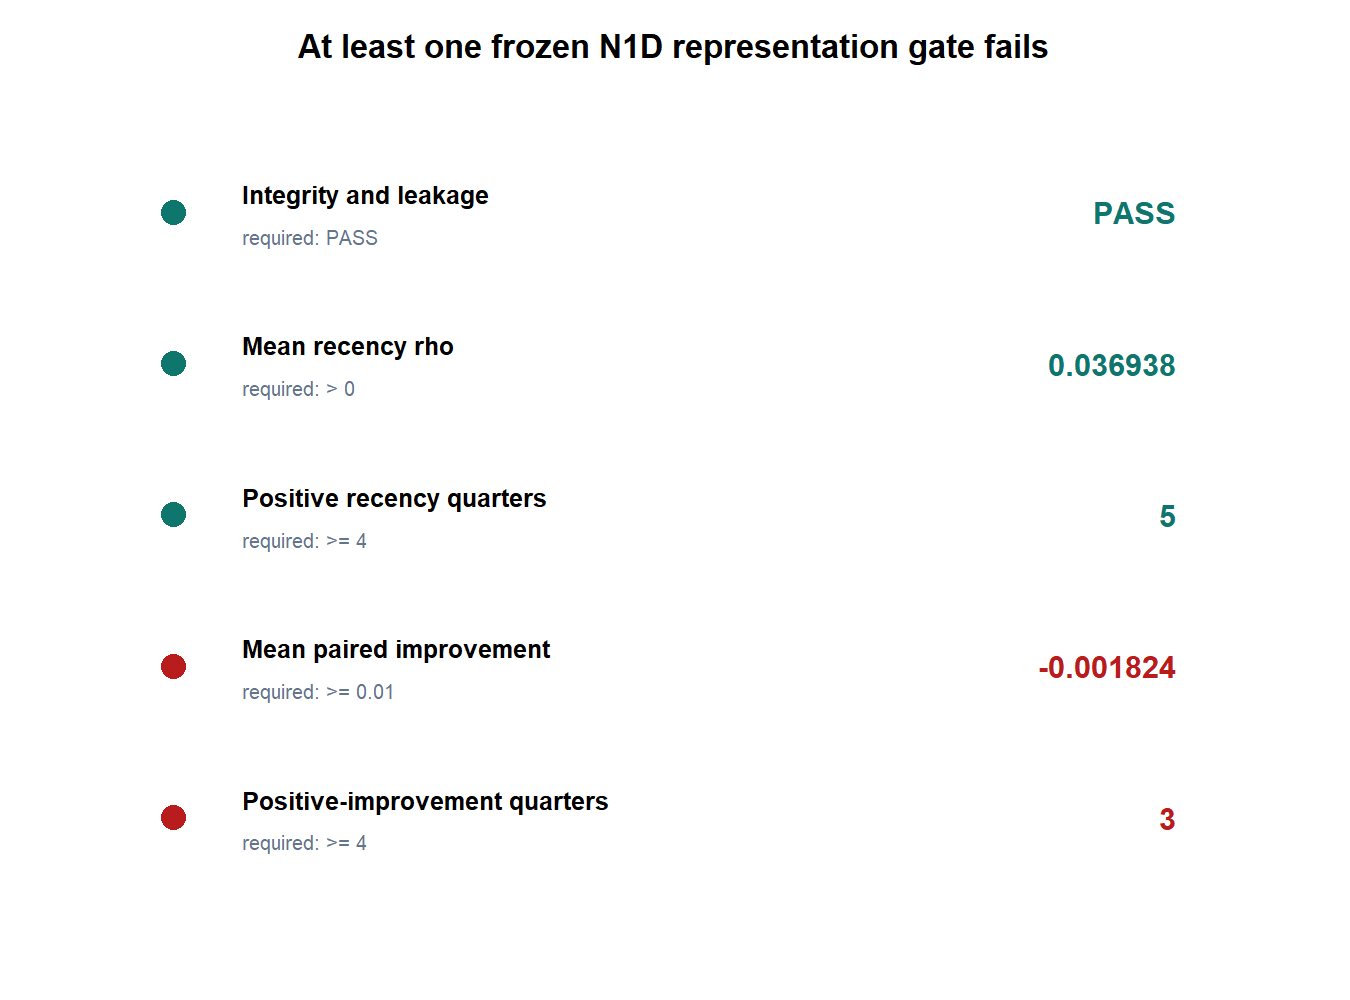 At least one frozen N1D representation gate fails
Integrity and leakage
PASS
required: PASS
Mean recency rho
0.036938
required: > 0
Positive recency quarters
5
required: >= 4
Mean paired improvement
-0.001824
required: >= 0.01
Positive-improvement quarters
3
required: >= 4